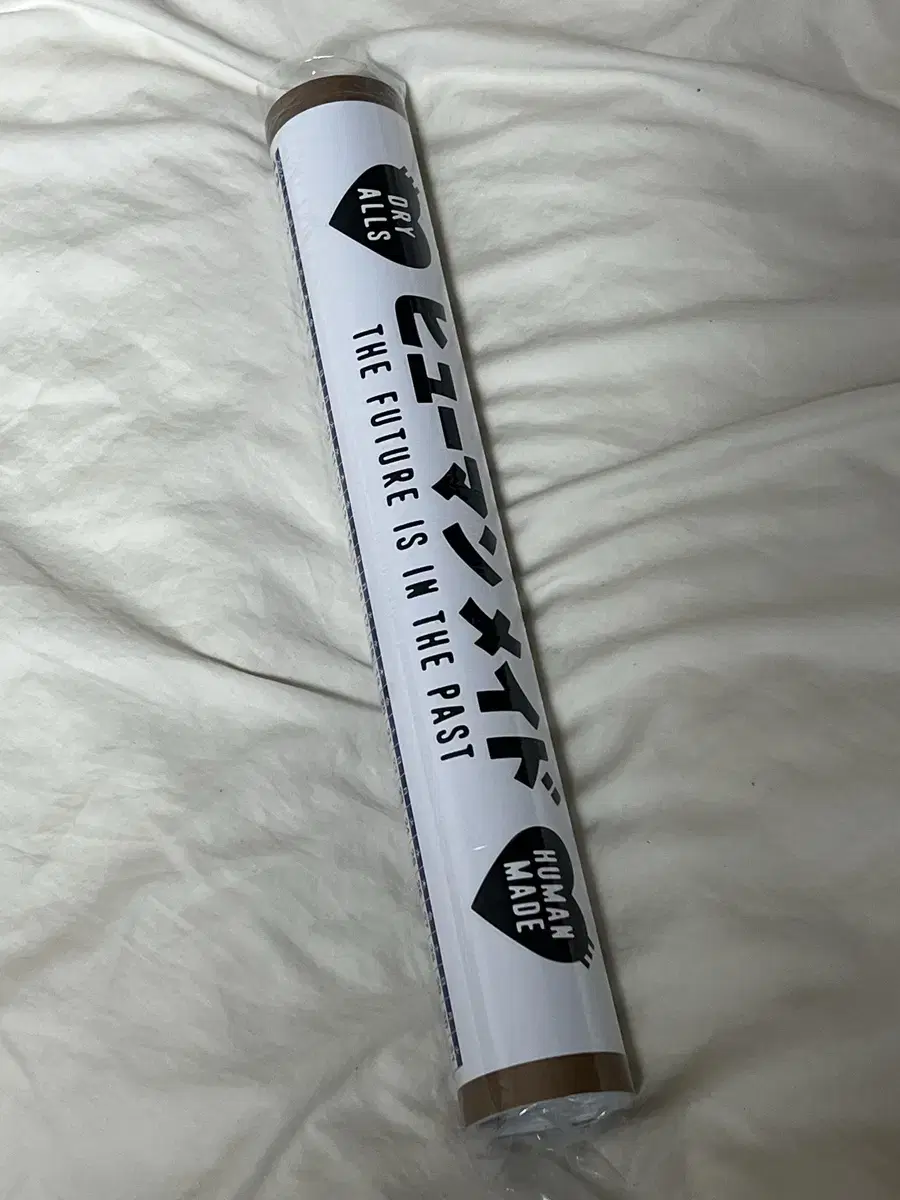 DRY
ALLS
ヒューマンメイド
THE FUTURE IS IN THE PAST
HUMAN
MADE